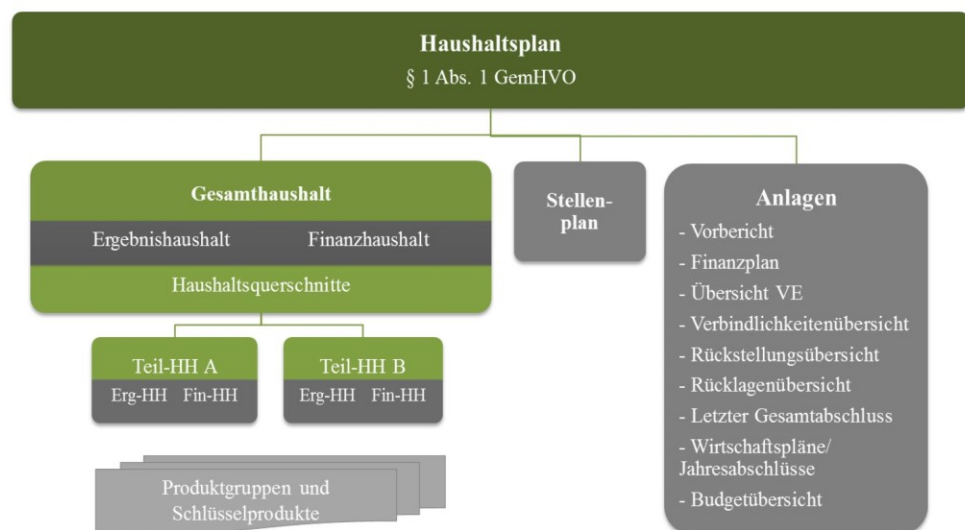 Haushaltsplan
§ 1 Abs. 1 GemHVO
Gesamthaushalt
Ergebnishaushalt Finanzhaushalt
Haushaltsquerschnitte
Teil-HH A
Erg-HH Fin-HH
Teil-HH B
Erg-HH Fin-HH
Produktgruppen und
Schlüsselprodukte
Stellen-
plan
Anlagen
- Vorbericht
- Finanzplan
- Übersicht VE
- Verbindlichkeitenübersicht
- Rückstellungsübersicht
- Rücklagenübersicht
- Letzter Gesamtabschluss
- Wirtschaftspläne/
Jahresabschlüsse
- Budgetübersicht